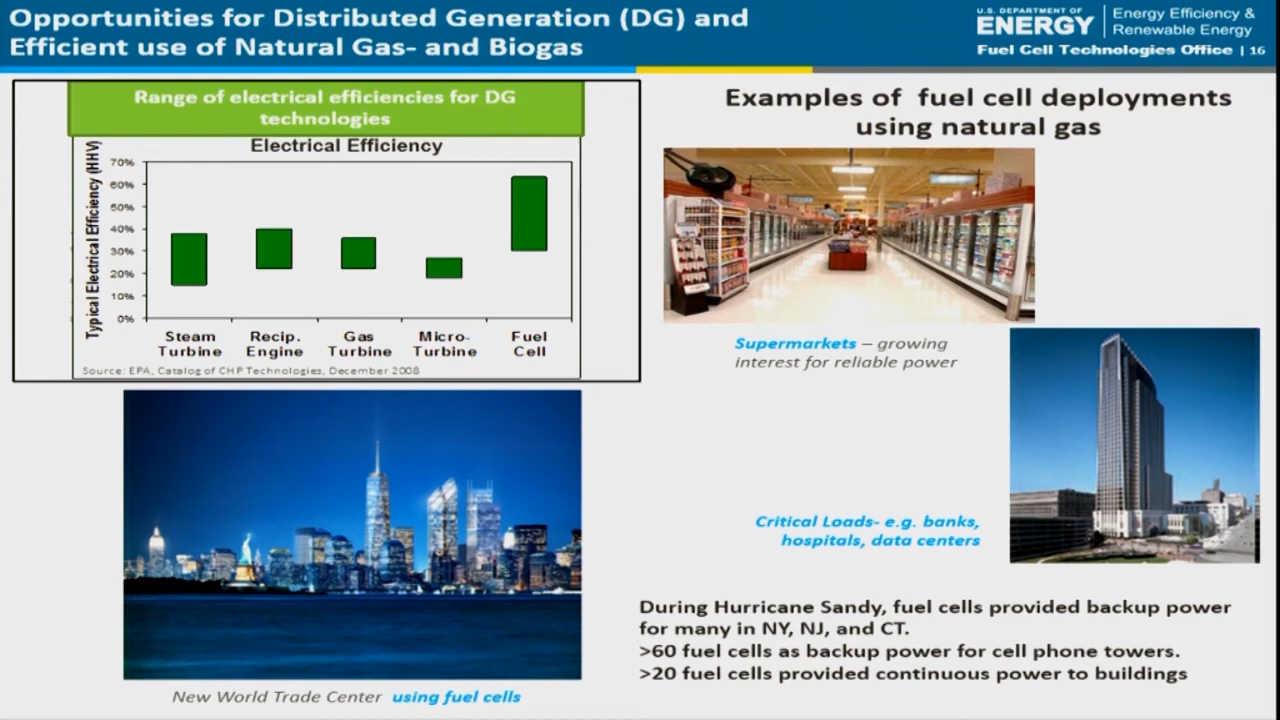 Opportunities for Distributed Generation (DG) and
Efficient use of Natural Gas- and Biogas
U.S. DEPARTMENT OF
ENERGY
Energy Efficiency &
Renewable Energy
Fuel Cell Technologies Office | 16
Range of electrical efficiencies for DG
technologies
Electrical Efficiency
Typical Electrical Efficiency (HHV)
70%
60%
50%
40%
30%
20%
10%
0%
Steam
Turbine
Recip.
Engine
Gas
Turbine
Micro-
Turbine
Fuel
Cell
Source: EPA, Catalog of CHP Technologies, December 2008
New World Trade Center using fuel cells
Examples of fuel cell deployments
using natural gas
Supermarkets – growing
interest for reliable power
Critical Loads- e.g. banks,
hospitals, data centers
During Hurricane Sandy, fuel cells provided backup power
for many in NY, NJ, and CT.
>60 fuel cells as backup power for cell phone towers.
>20 fuel cells provided continuous power to buildings